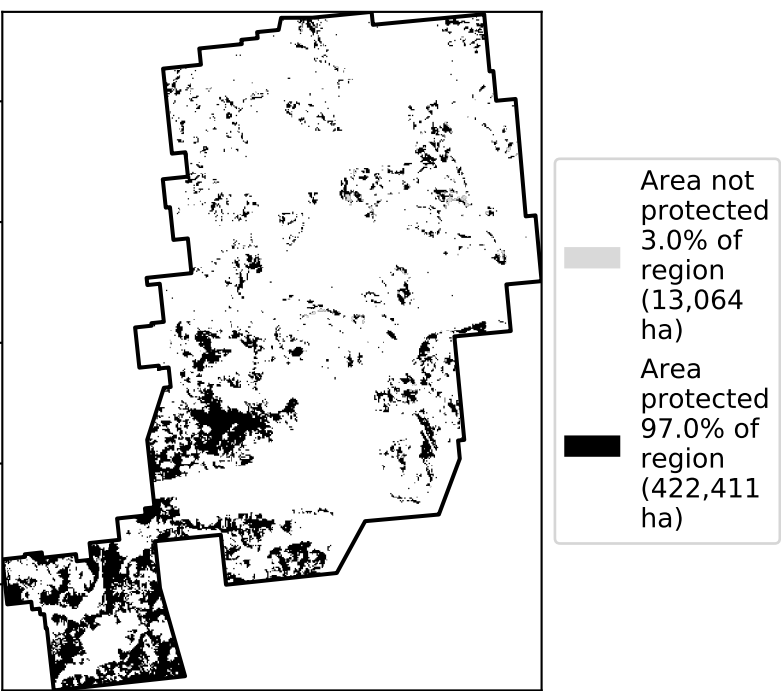 Area not
protected
3.0% of
region
(13,064
ha)
Area
protected
97.0% of
region
(422,411
ha)